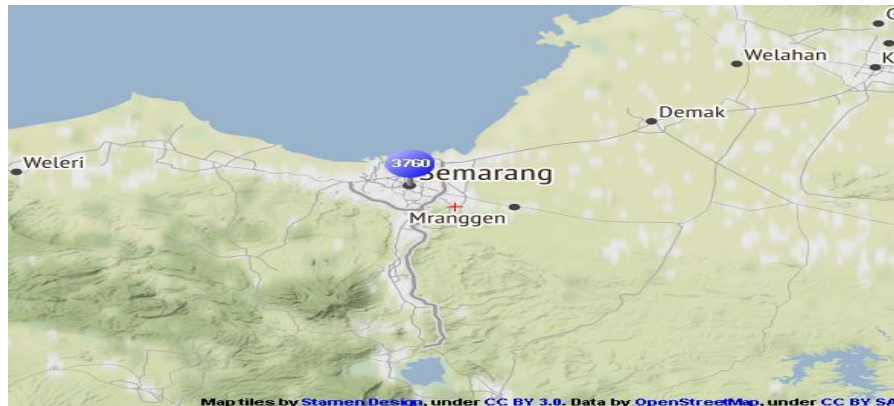 G
Welahan
K
Demak
Weleri
3760
Semarang
Mranggen
Map tiles by Stamen Design, under CC BY 3.0. Data by OpenStreetMap, under CC BY SA